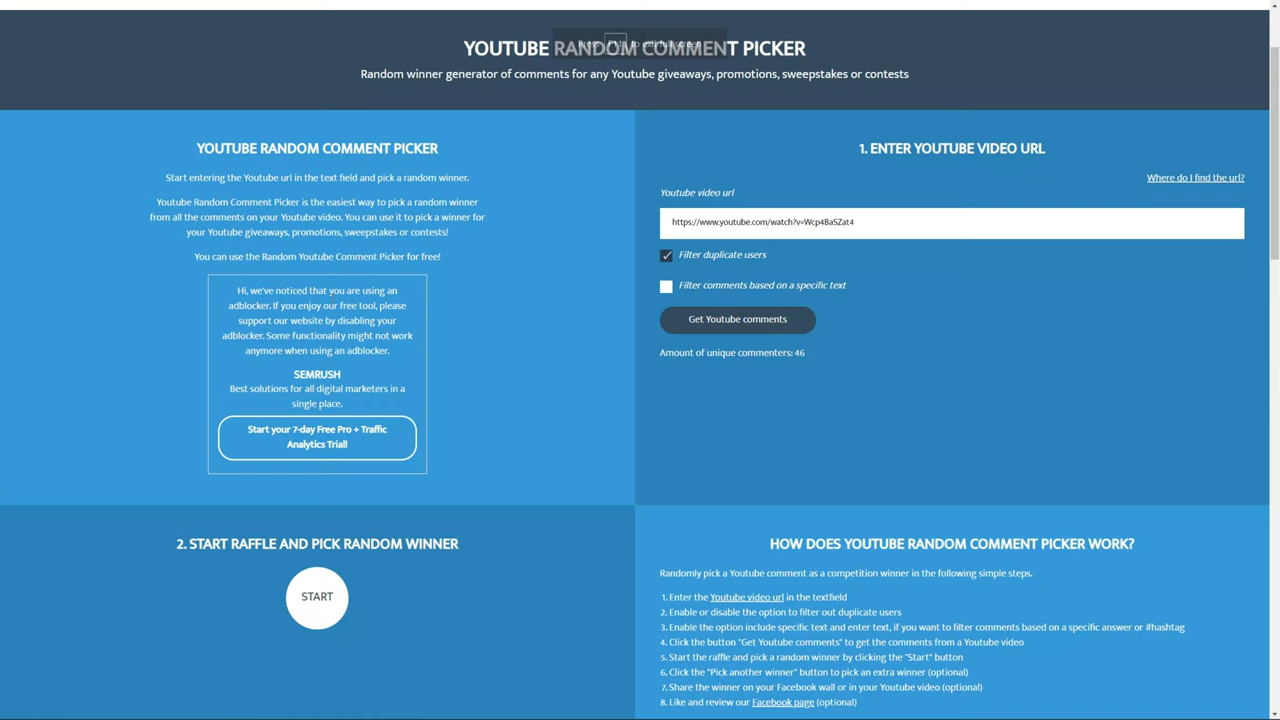 YOUTUBE RANDOM COMMENT PICKER
Press F11 to exit full screen
Random winner generator of comments for any Youtube giveaways, promotions, sweepstakes or contests
YOUTUBE RANDOM COMMENT PICKER
Start entering the Youtube url in the text field and pick a random winner.
Youtube Random Comment Picker is the easiest way to pick a random winner
from all the comments on your Youtube video. You can use it to pick a winner for
your Youtube giveaways, promotions, sweepstakes or contests!
You can use the Random Youtube Comment Picker for free!
Hi, we've noticed that you are using an
adblocker. If you enjoy our free tool, please
support our website by disabling your
adblocker. Some functionality might not work
anymore when using an adblocker.
SEMRUSH
Best solutions for all digital marketers in a
single place.
Start your 7-day Free Pro + Traffic
Analytics Trial!
1. ENTER YOUTUBE VIDEO URL
Where do I find the url?
Youtube video url
https://www.youtube.com/watch?v=Wcp4BaSZat4
Filter duplicate users
Filter comments based on a specific text
Get Youtube comments
Amount of unique commenters: 46
2. START RAFFLE AND PICK RANDOM WINNER
START
HOW DOES YOUTUBE RANDOM COMMENT PICKER WORK?
Randomly pick a Youtube comment as a competition winner in the following simple steps.
1. Enter the Youtube video url in the textfield
2. Enable or disable the option to filter out duplicate users
3. Enable the option include specific text and enter text, if you want to filter comments based on a specific answer or #hashtag
4. Click the button "Get Youtube comments" to get the comments from a Youtube video
5. Start the raffle and pick a random winner by clicking the "Start" button
6. Click the "Pick another winner" button to pick an extra winner (optional)
7. Share the winner on your Facebook wall or in your Youtube video (optional)
8. Like and review our Facebook page (optional)